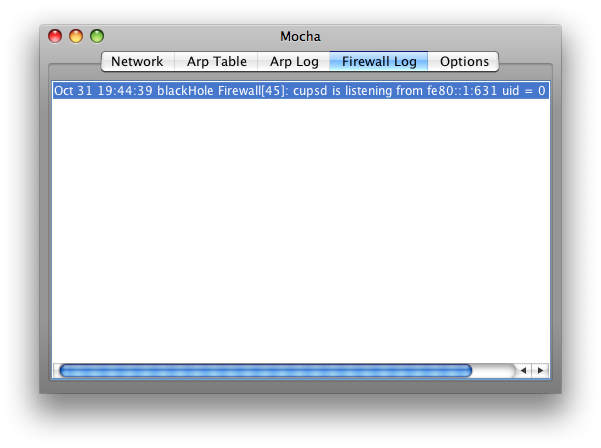 Mocha
Network Arp Table Arp Log Firewall Log Options
Oct 31 19:44:39 blackHole Firewall[45]: cupsd is listening from fe80::1:631 uid = 0